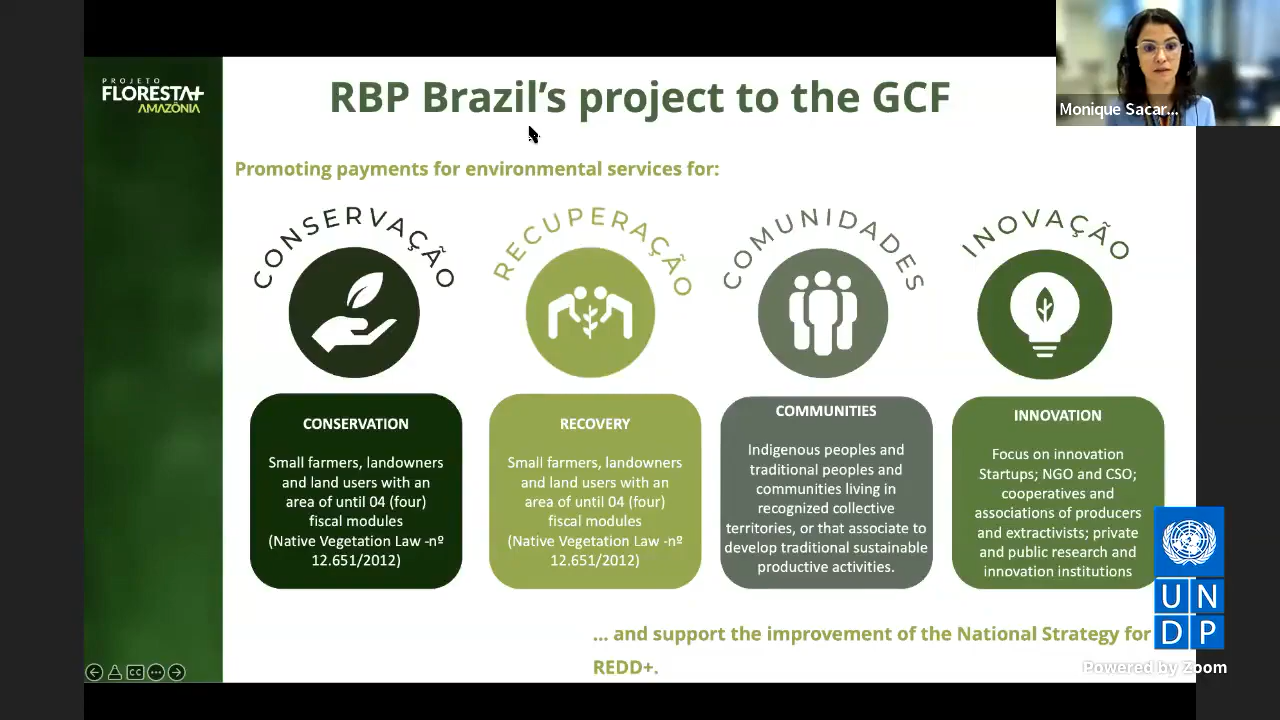 PROJETO
FLORESTA+
AMAZÔNIA
RBP Brazil's project to the GCF
Monique Sacar...
Promoting payments for environmental services for:
CONSERVAÇÃO
RECUPERAÇÃO
COMUNIDADES
INOVAÇÃO
CONSERVATION
Small farmers, landowners
and land users with an
area of until 04 (four)
fiscal modules
(Native Vegetation Law -nº
12.651/2012)
RECOVERY
Small farmers, landowners
and land users with an
area of until 04 (four)
fiscal modules
(Native Vegetation Law -nº
12.651/2012)
COMMUNITIES
Indigenous peoples and
traditional peoples and
communities living in
recognized collective
territories, or that associate to
develop traditional sustainable
productive activities.
INNOVATION
Focus on innovation
Startups; NGO and CSO;
cooperatives and
associations of producers
and extractivists; private
and public research and
innovation institutions
... and support the improvement of the National Strategy for
REDD+.
U N
D P
Powered by Zoom
CC